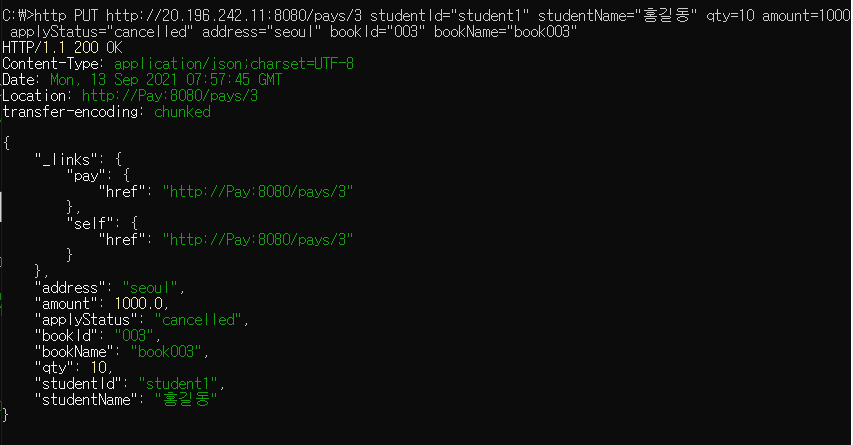 C:\>http PUT http://20.196.242.11:8080/pays/3 studentId="student1" studentName="홍길동" qty=10 amount=1000
 applyStatus="cancelled" address="seoul" bookId="003" bookName="book003"
HTTP/1.1 200 OK
Content-Type: application/json;charset=UTF-8
Date: Mon, 13 Sep 2021 07:57:45 GMT
Location: http://Pay:8080/pays/3
transfer-encoding: chunked

{
    "_links": {
        "pay": {
            "href": "http://Pay:8080/pays/3"
        },
        "self": {
            "href": "http://Pay:8080/pays/3"
        }
    },
    "address": "seoul",
    "amount": 1000.0,
    "applyStatus": "cancelled",
    "bookId": "003",
    "bookName": "book003",
    "qty": 10,
    "studentId": "student1",
    "studentName": "홍길동"
}